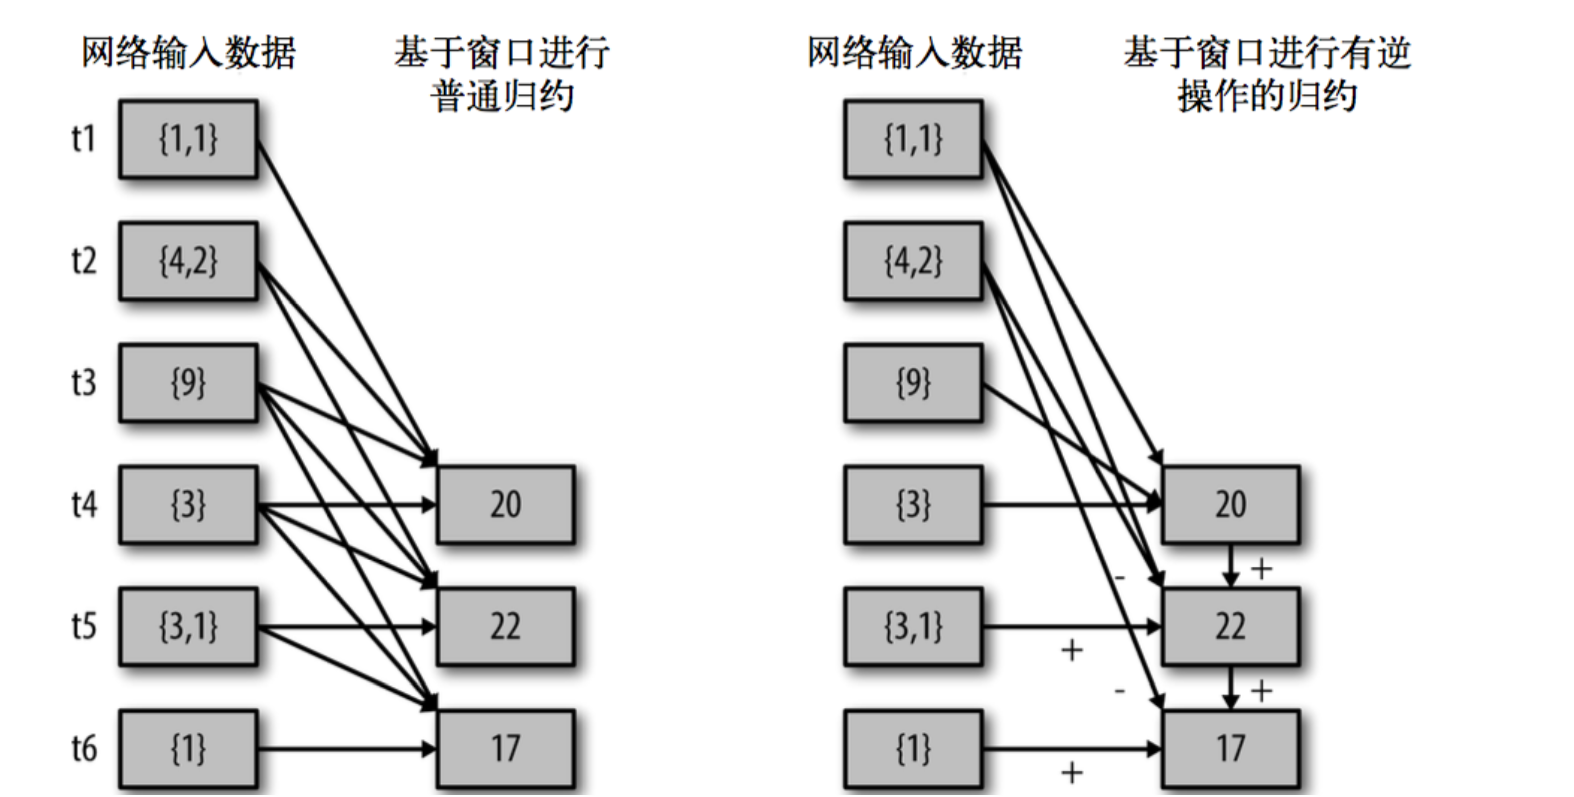 网络输入数据
基于窗口进行
普通归约
t1
{1,1}
t2
{4,2}
t3
{9}
t4
{3}
20
t5
{3,1}
22
t6
{1}
17
网络输入数据
基于窗口进行有逆
操作的归约
{1,1}
{4,2}
{9}
{3}
20
- +
{3,1}
22
+
- +
{1}
17
+